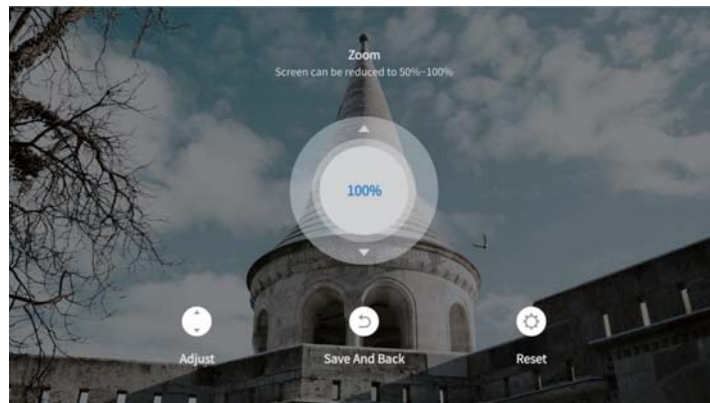 Zoom
Screen can be reduced to 50%~100%
100%
Adjust
Save And Back
Reset